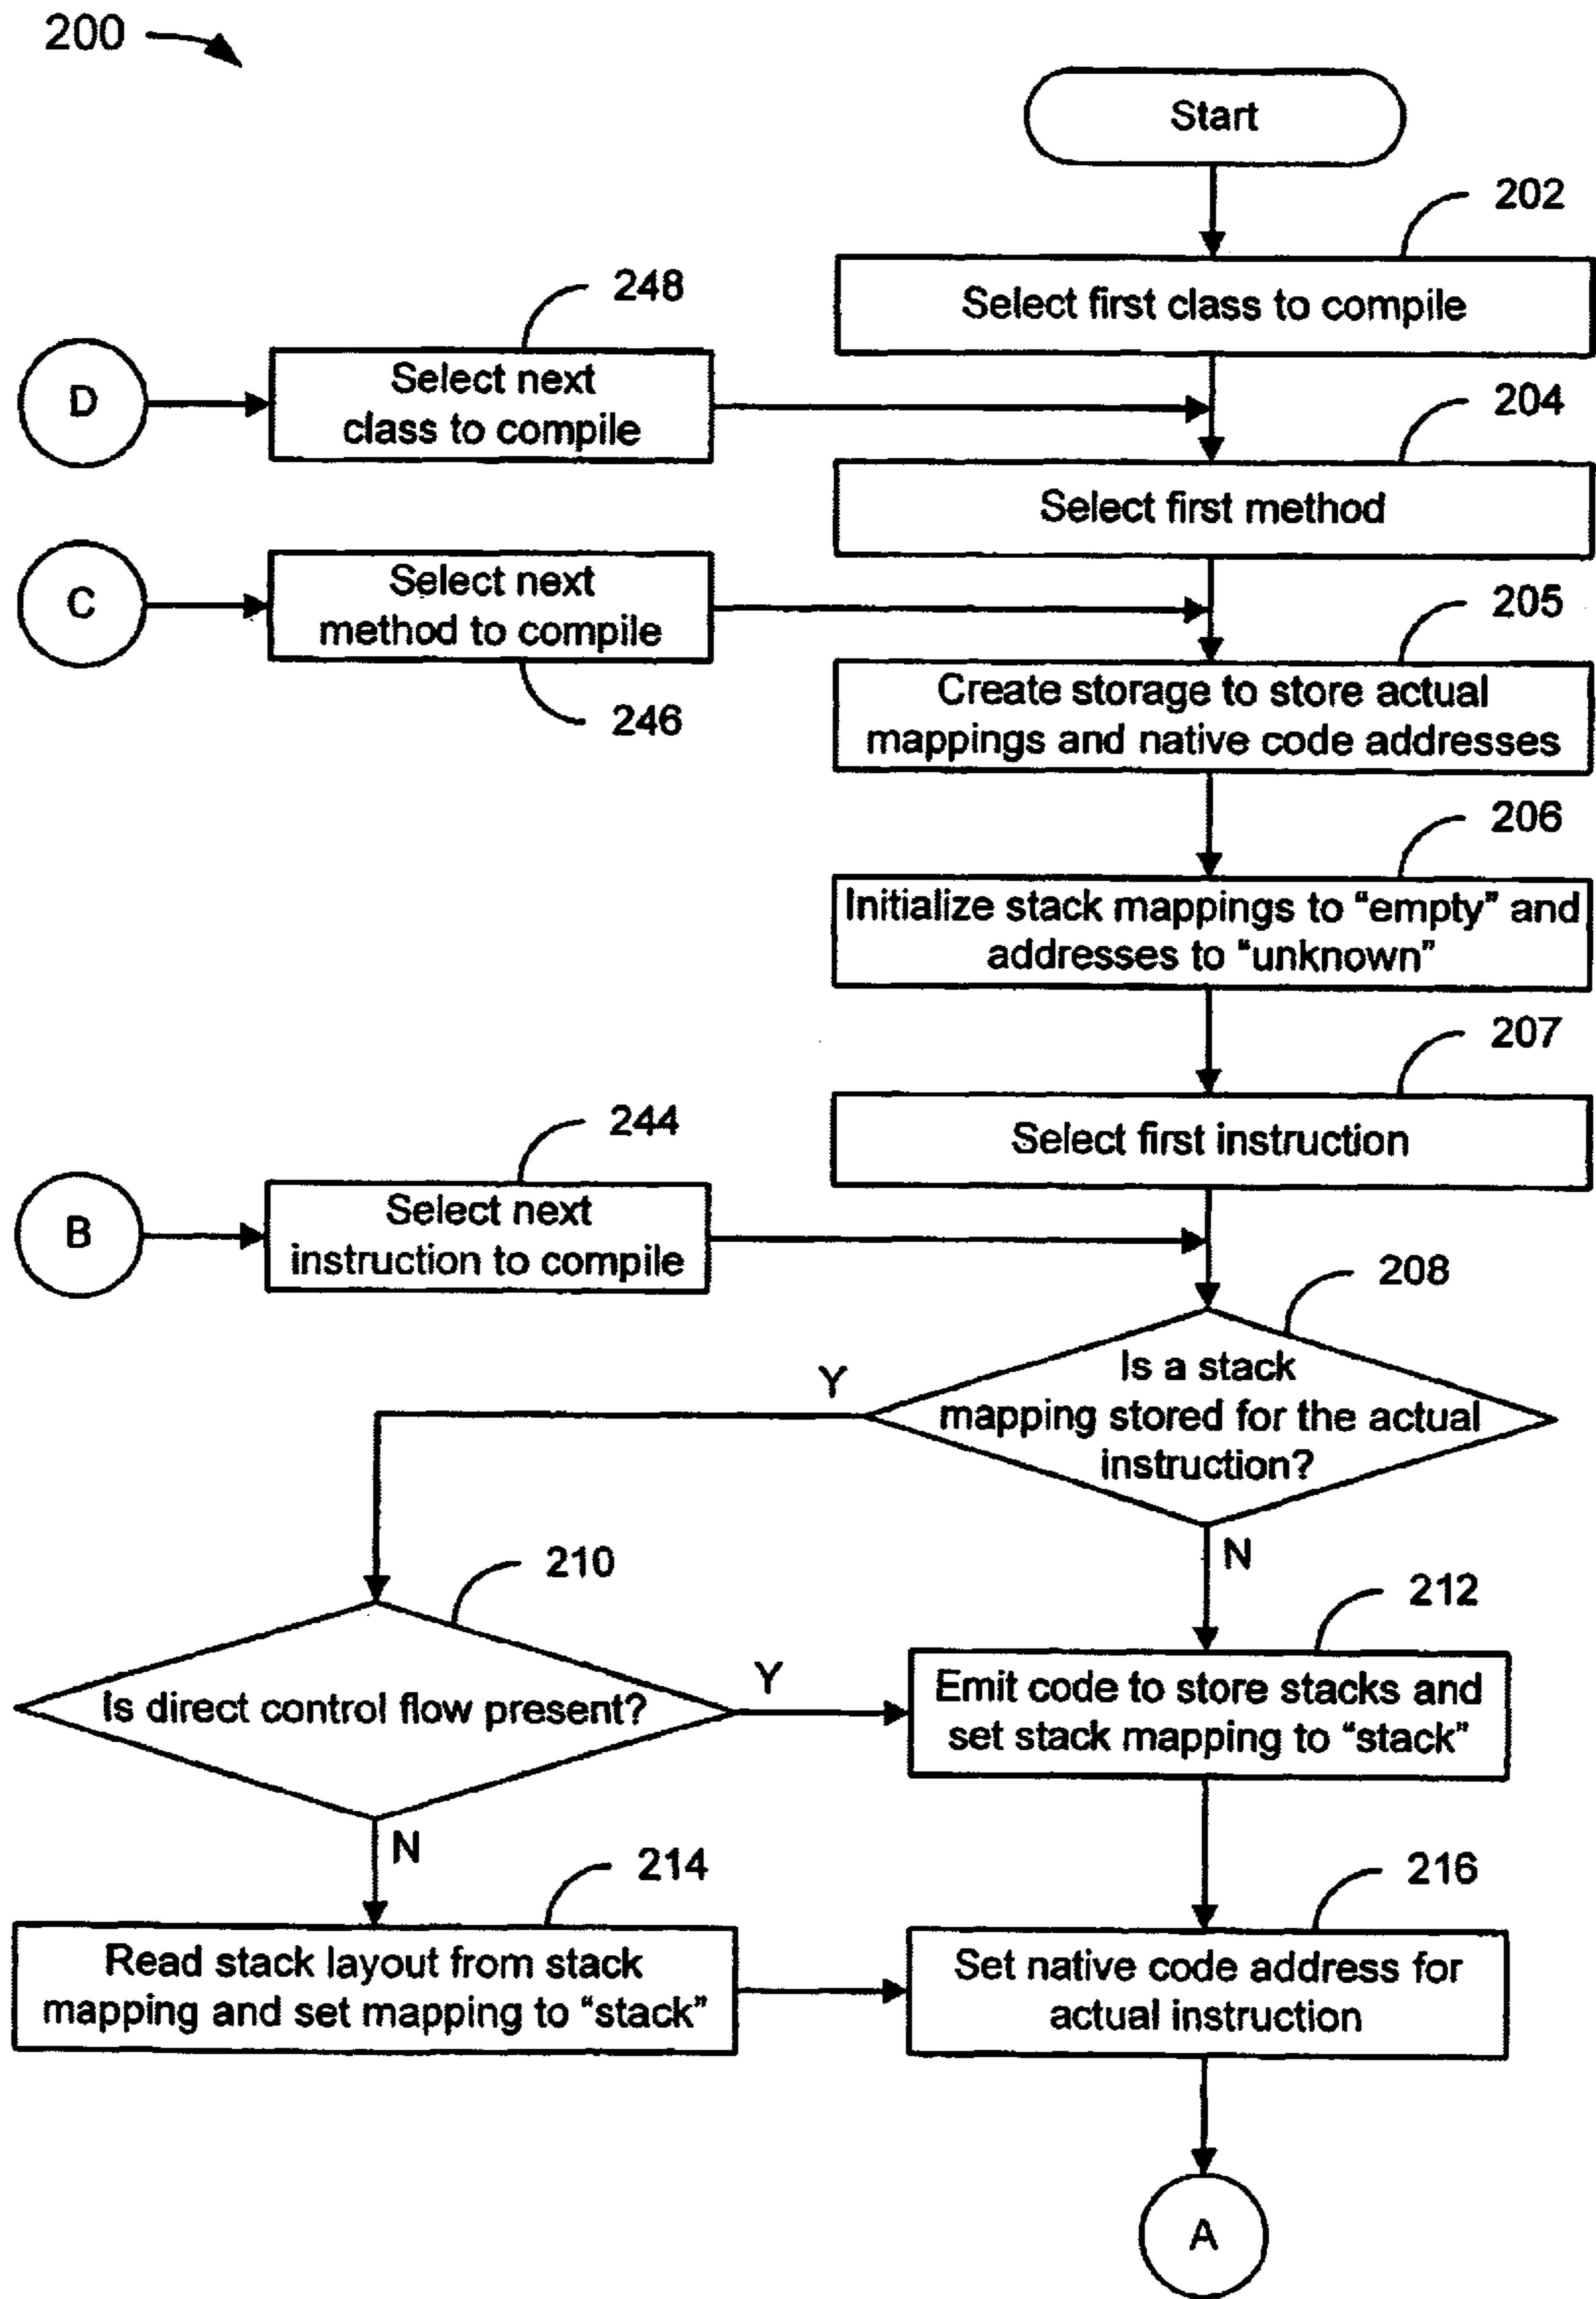 200
Start
202
Select first class to compile
248
D
Select next
class to compile
204
Select first method
C
Select next
method to compile
246
205
Create storage to store actual
mappings and native code addresses
206
Initialize stack mappings to “empty” and
addresses to “unknown”
207
Select first instruction
244
B
Select next
instruction to compile
208
Is a stack
mapping stored for the actual
instruction?
Y
N
210
Is direct control flow present?
Y
N
212
Emit code to store stacks and
set stack mapping to “stack”
214
Read stack layout from stack
mapping and set mapping to “stack”
216
Set native code address for
actual instruction
A